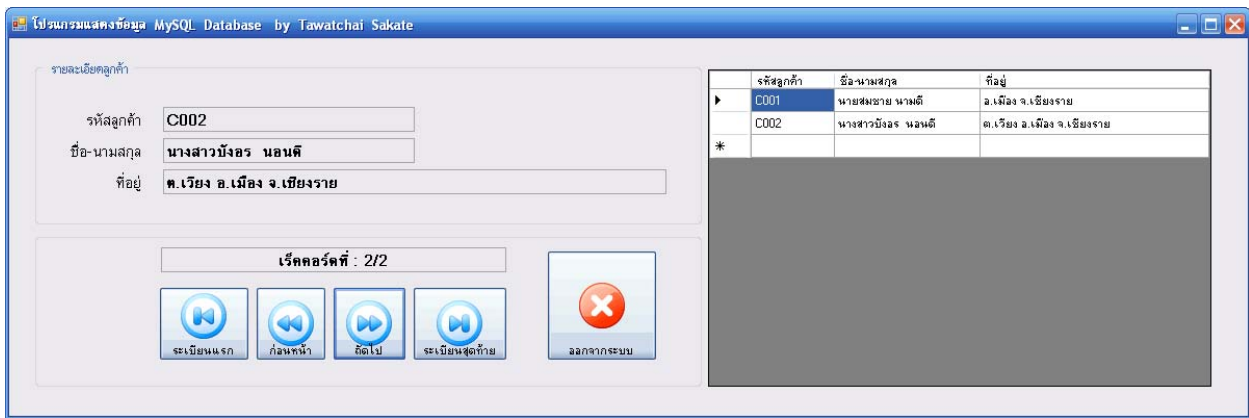 โปรแกรมแสดงข้อมูล MySQL Database by Tawatchai Sakate
รายละเอียดลูกค้า
รหัสลูกค้า C002
ชื่อ-นามสกุล นางสาวบังอร นอนดี
ที่อยู่ ต.เวียง อ.เมือง จ.เชียงราย
เร็คคอร์ดที่ : 2/2
ระเบียนแรก ก่อนหน้า ถัดไป ระเบียนสุดท้าย ออกจากระบบ
รหัสลูกค้า ชื่อ-นามสกุล ที่อยู่
C001 นายสมชาย นามดี อ.เมือง จ.เชียงราย
C002 นางสาวบังอร นอนดี ต.เวียง อ.เมือง จ.เชียงราย